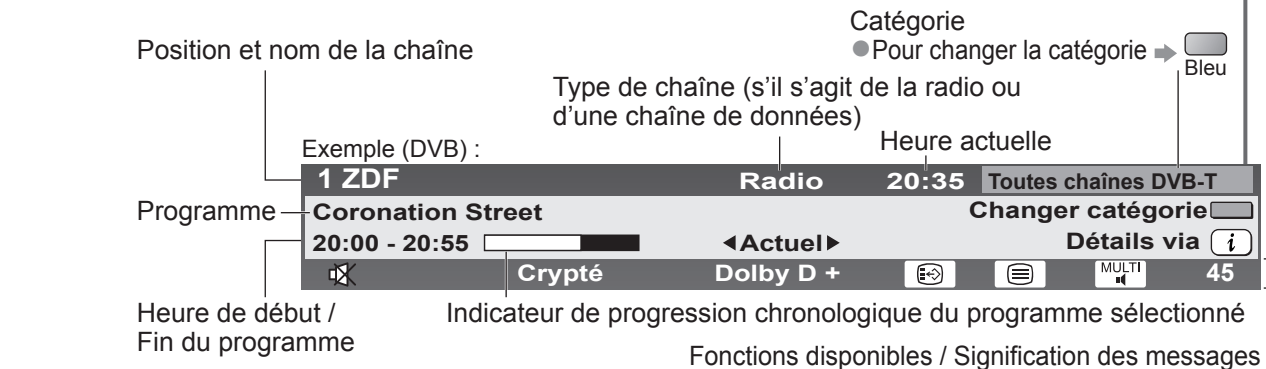 Catégorie
Position et nom de la chaîne
●Pour changer la catégorie
Bleu
Type de chaîne (s'il s'agit de la radio ou
d'une chaîne de données)
Heure actuelle
Exemple (DVB) :
1 ZDF Radio 20:35 Toutes chaînes DVB-T
Programme
Coronation Street Changer catégorie
20:00 - 20:55 ◄Actuel► Détails via i
Crypté Dolby D + MULTI 45
Heure de début /
Fin du programme
Indicateur de progression chronologique du programme sélectionné
Fonctions disponibles / Signification des messages